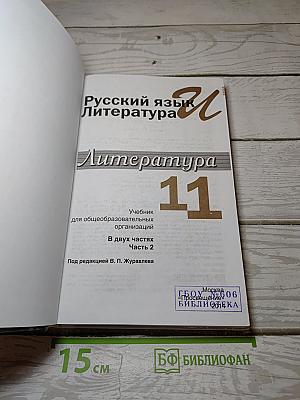 Русский язык и
Литература
Литература
11
Учебник
для общеобразовательных
организаций
В двух частях
Часть 2
Под редакцией В. П. Журавлева
Москва
«Просвещение»
БИБЛИОТЕКА
15 см
БФ БИБЛИОФАН